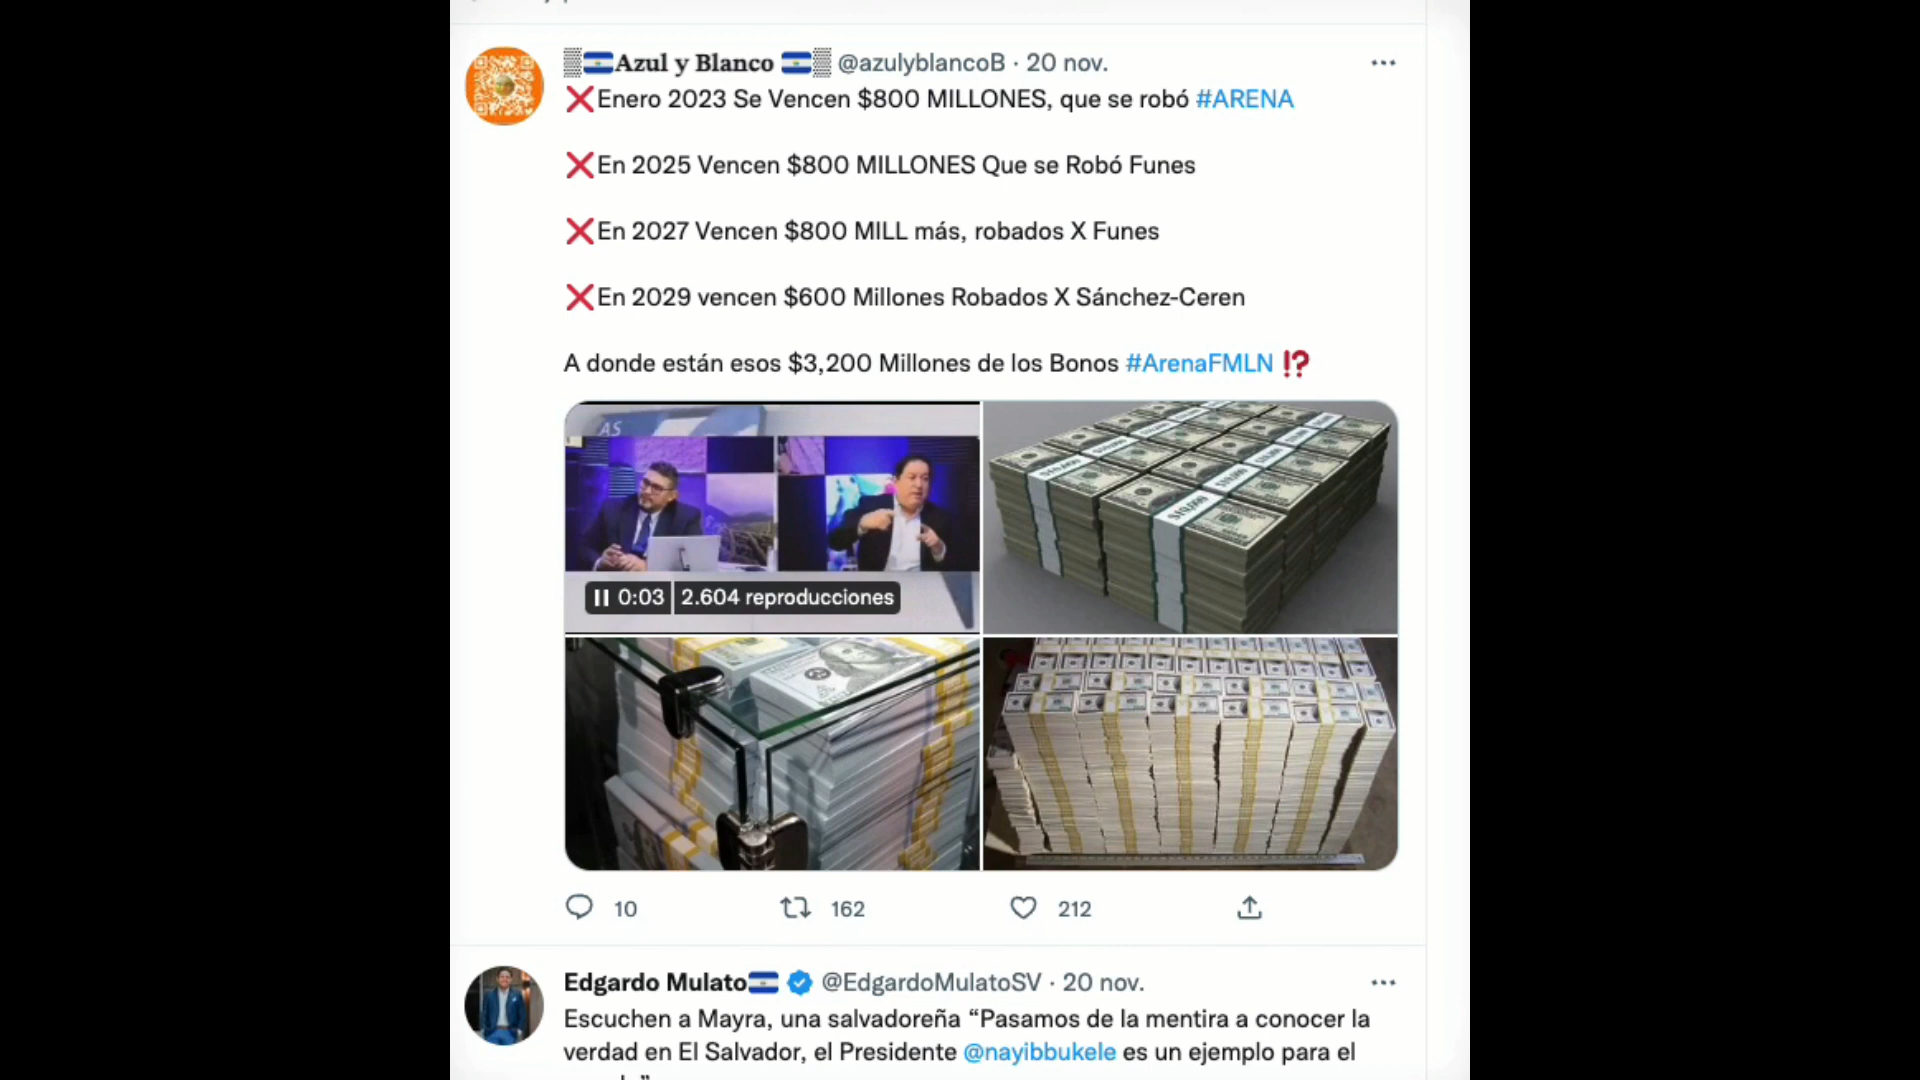 Azul y Blanco @azulyblancoB · 20 nov.
❌Enero 2023 Se Vencen $800 MILLONES, que se robó #ARENA
❌En 2025 Vencen $800 MILLONES Que se Robó Funes
❌En 2027 Vencen $800 MILL más, robados X Funes
❌En 2029 vencen $600 Millones Robados X Sánchez-Ceren
A donde están esos $3,200 Millones de los Bonos #ArenaFMLN ⁉
AS
0:03 2.604 reproducciones
$10,000
10 162 212
Edgardo Mulato @EdgardoMulatoSV · 20 nov.
Escuchen a Mayra, una salvadoreña “Pasamos de la mentira a conocer la
verdad en El Salvador, el Presidente @nayibbukele es un ejemplo para el